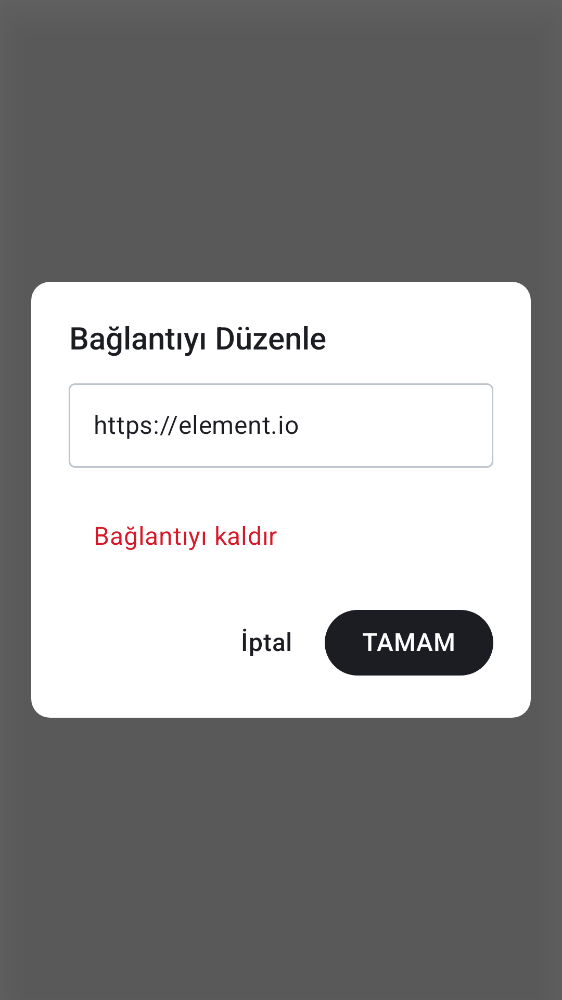 Bağlantıyı Düzenle
https://element.io
Bağlantıyı kaldır
İptal
TAMAM